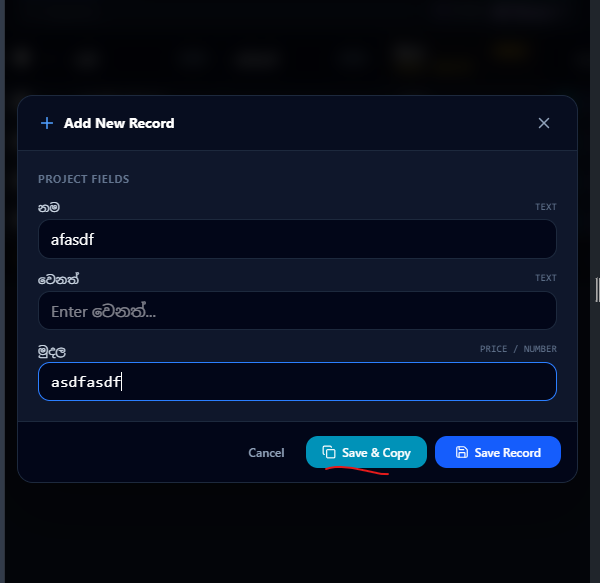 Add New Record
PROJECT FIELDS
නම TEXT
afasdf
වෙනත් TEXT
Enter වෙනත්...
මුදල PRICE / NUMBER
asdfasdf
Cancel Save & Copy Save Record